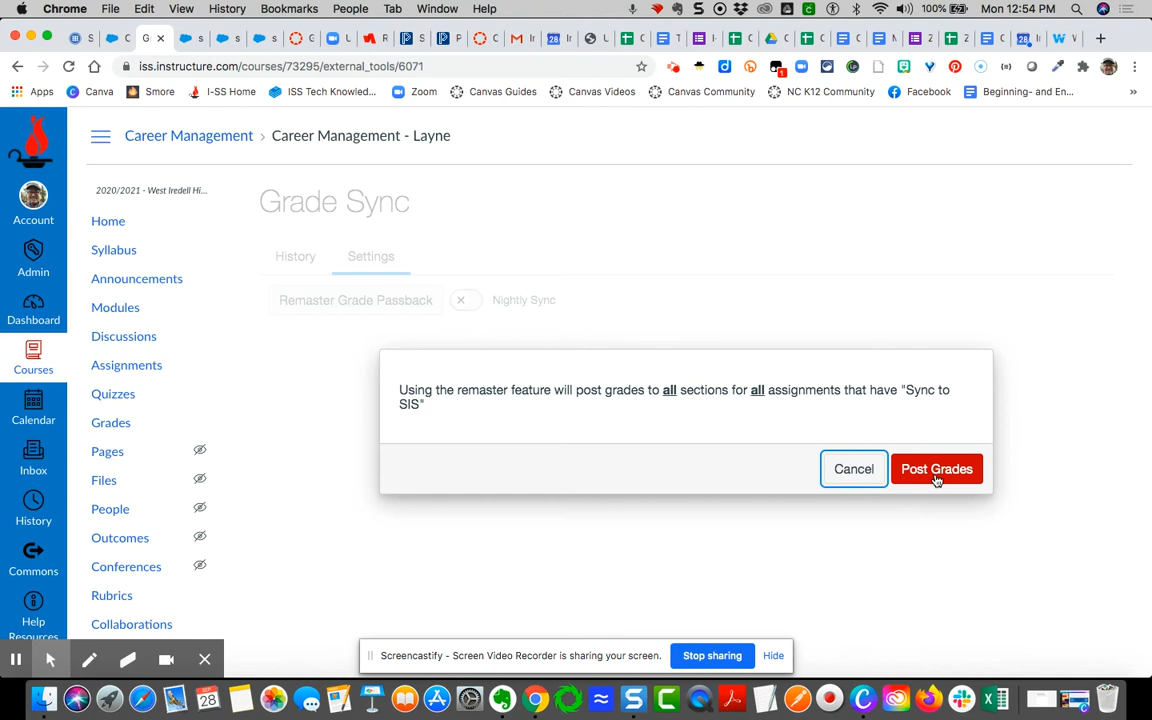 Chrome File Edit View History Bookmarks People Tab Window Help 100% Mon 12:54 PM
iss.instructure.com/courses/73295/external_tools/6071
Apps Canva Smore I-SS Home ISS Tech Knowled... Zoom Canvas Guides Canvas Videos Canvas Community NC K12 Community Facebook Beginning- and En... »
Career Management › Career Management - Layne
2020/2021 - West Iredell Hi...
Grade Sync
Account
Admin
Dashboard
Courses
Calendar
Inbox
History
Commons
Help
Resources
Home
Syllabus
Announcements
Modules
Discussions
Assignments
Quizzes
Grades
Pages
Files
People
Outcomes
Conferences
Rubrics
Collaborations
History Settings
Remaster Grade Passback Nightly Sync
Using the remaster feature will post grades to all sections for all assignments that have "Sync to
SIS"
Cancel Post Grades
Screencastify - Screen Video Recorder is sharing your screen. Stop sharing Hide